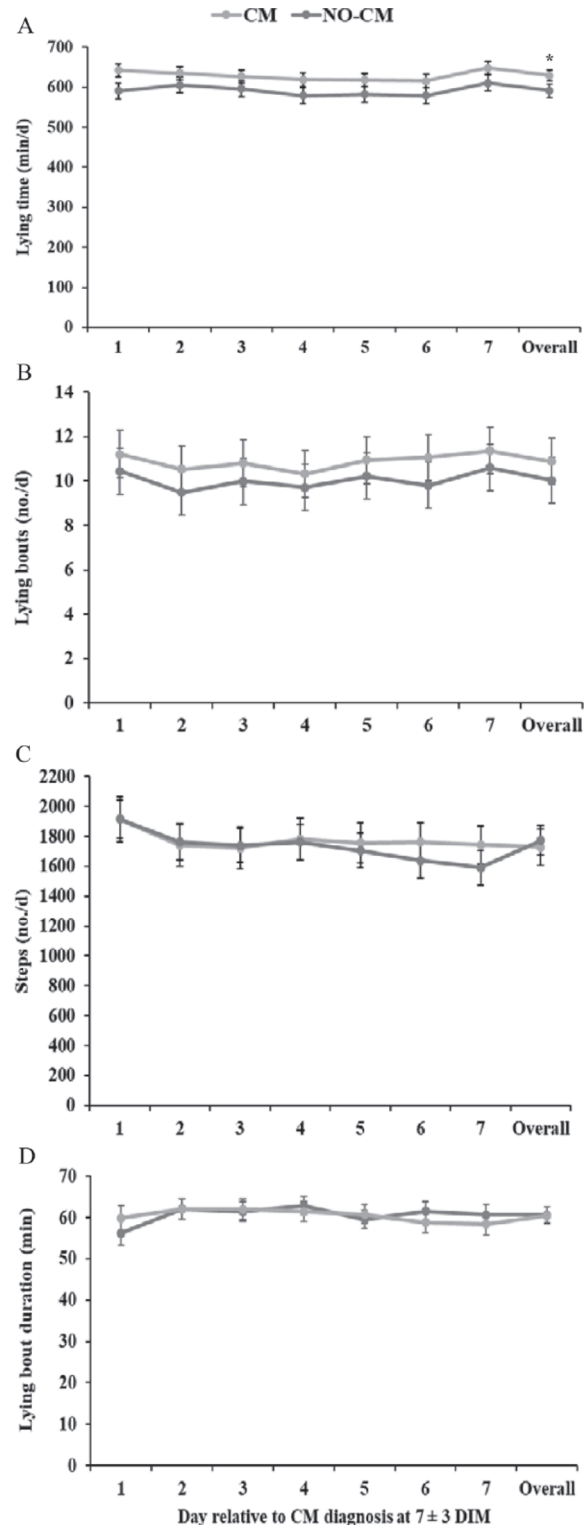 CM NO-CM
A
700
600
500
400
300
200
100
0
Lying time (min/d)
*
1 2 3 4 5 6 7 Overall
B
14
12
10
8
6
4
2
0
Lying bouts (no./d)
1 2 3 4 5 6 7 Overall
C
2200
2000
1800
1600
1400
1200
1000
800
600
400
200
0
Steps (no./d)
1 2 3 4 5 6 7 Overall
D
70
60
50
40
30
20
10
0
Lying bout duration (min)
1 2 3 4 5 6 7 Overall
Day relative to CM diagnosis at 7 ± 3 DIM